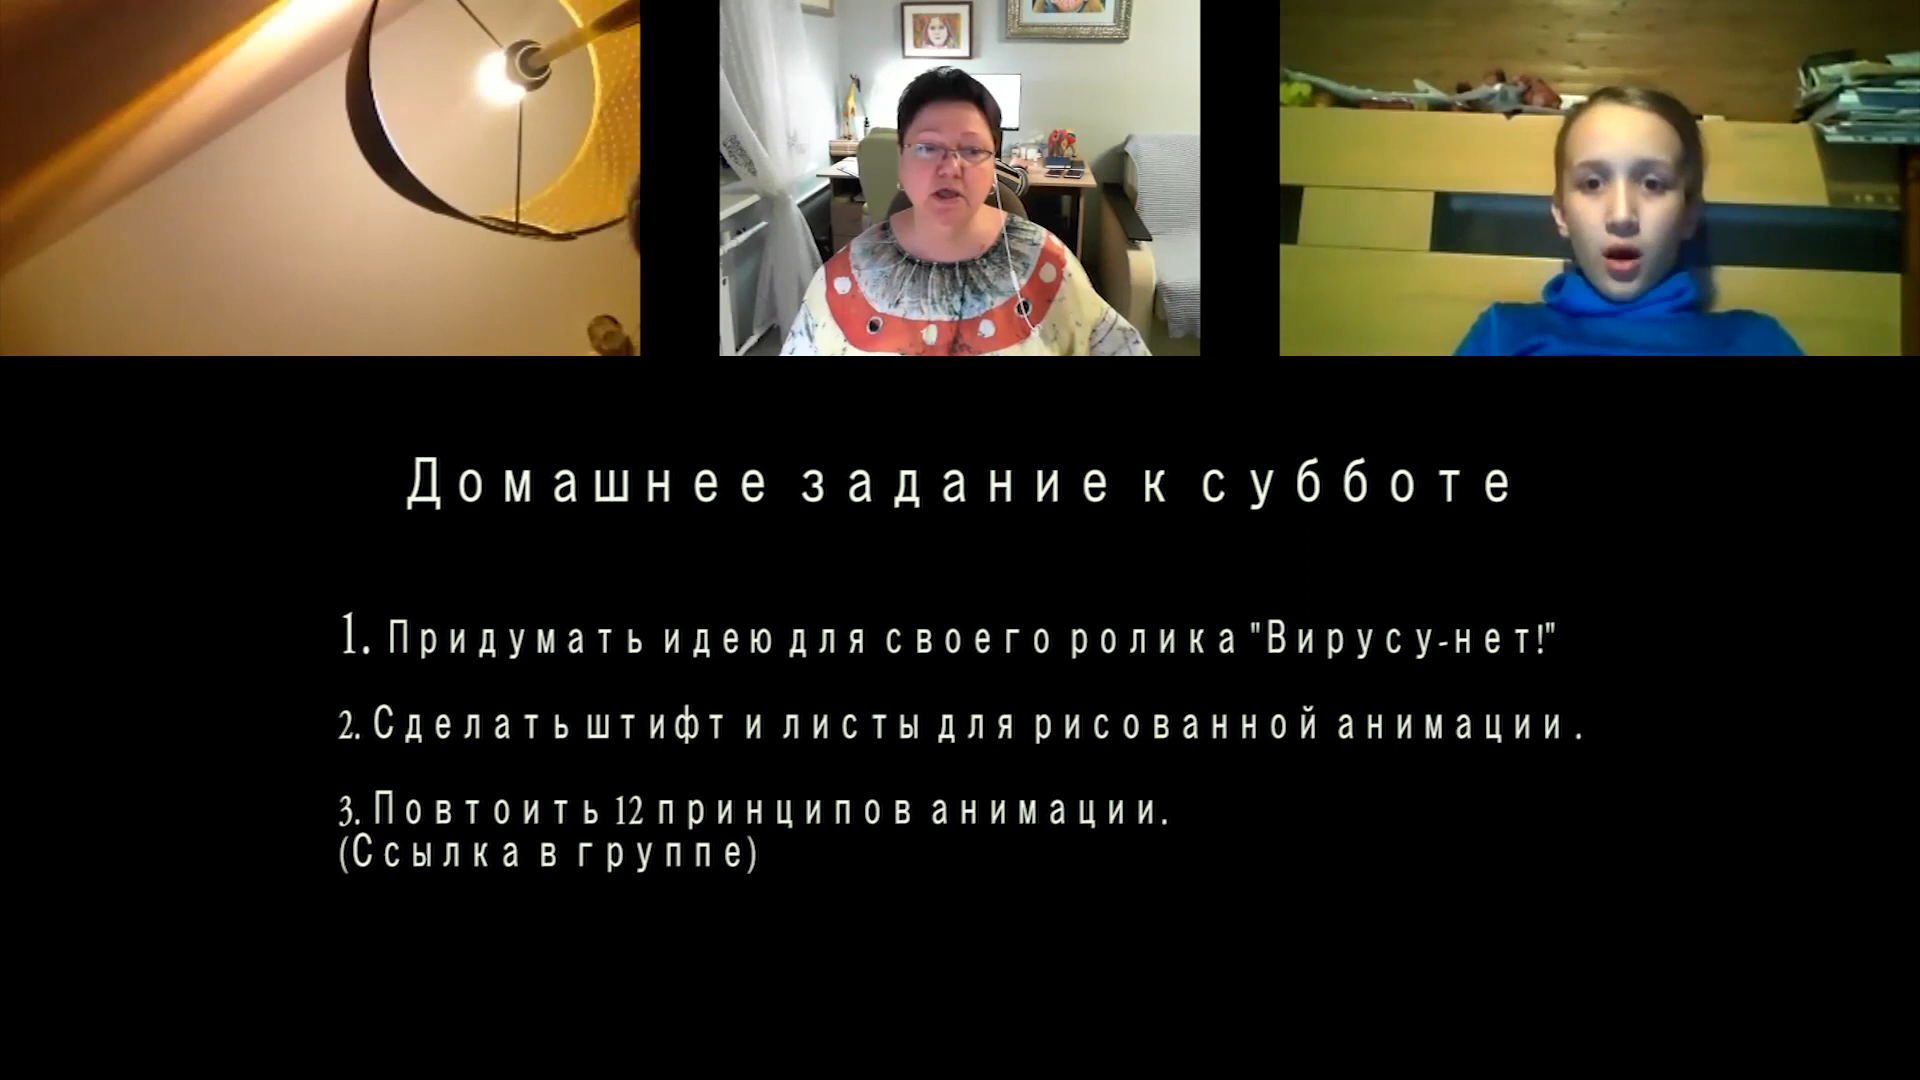 Домашнее задание к субботе
1. Придумать идею для своего ролика "Вирусу-нет!"
2. Сделать штифт и листы для рисованной анимации.
3. Повтоить 12 принципов анимации.
(Ссылка в группе)